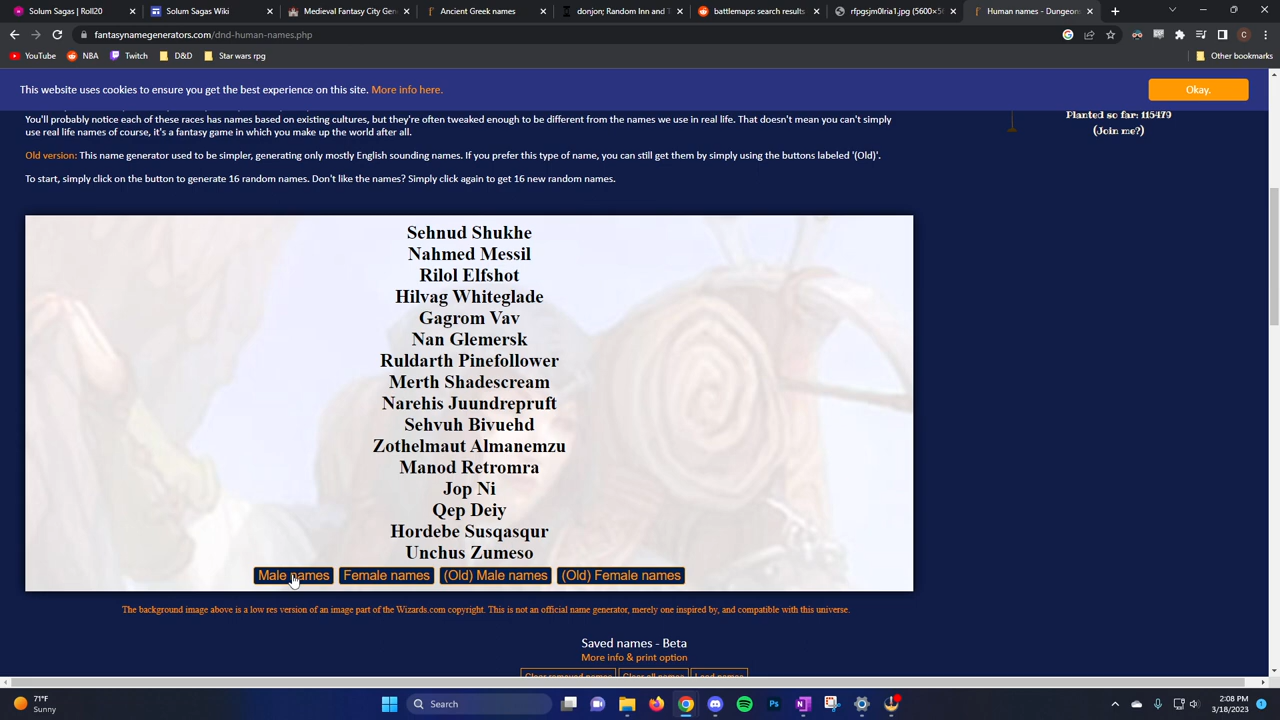 Solum Sagas | Roll20
Solum Sagas Wiki
Medieval Fantasy City Gen
Ancient Greek names
donjon; Random Inn and T
battlemaps: search results
rfpgsjm0lria1.jpg (5600×50
Human names - Dungeon
fantasynamegenerators.com/dnd-human-names.php
YouTube NBA Twitch D&D Star wars rpg Other bookmarks
This website uses cookies to ensure you get the best experience on this site. More info here. Okay.
You'll probably notice each of these races has names based on existing cultures, but they're often tweaked enough to be different from the names we use in real life. That doesn't mean you can't simply
use real life names of course, it's a fantasy game in which you make up the world after all.
Planted so far: 115479
(Join me?)
Old version: This name generator used to be simpler, generating only mostly English sounding names. If you prefer this type of name, you can still get them by simply using the buttons labeled '(Old)'.
To start, simply click on the button to generate 16 random names. Don't like the names? Simply click again to get 16 new random names.
Sehnud Shukhe
Nahmed Messil
Rilol Elfshot
Hilvag Whiteglade
Gagrom Vav
Nan Glemersk
Ruldarth Pinefollower
Merth Shadescream
Narehis Juundrepruft
Sehvuh Bivuehd
Zothelmaut Almanemzu
Manod Retromra
Jop Ni
Qep Deiy
Hordebe Susqasqur
Unchus Zumeso
Male names Female names (Old) Male names (Old) Female names
The background image above is a low res version of an image part of the Wizards.com copyright. This is not an official name generator, merely one inspired by, and compatible with this universe.
Saved names - Beta
More info & print option
Clear removed names Clear all names Load names
71°F
Sunny
Search
2:08 PM
3/18/2023